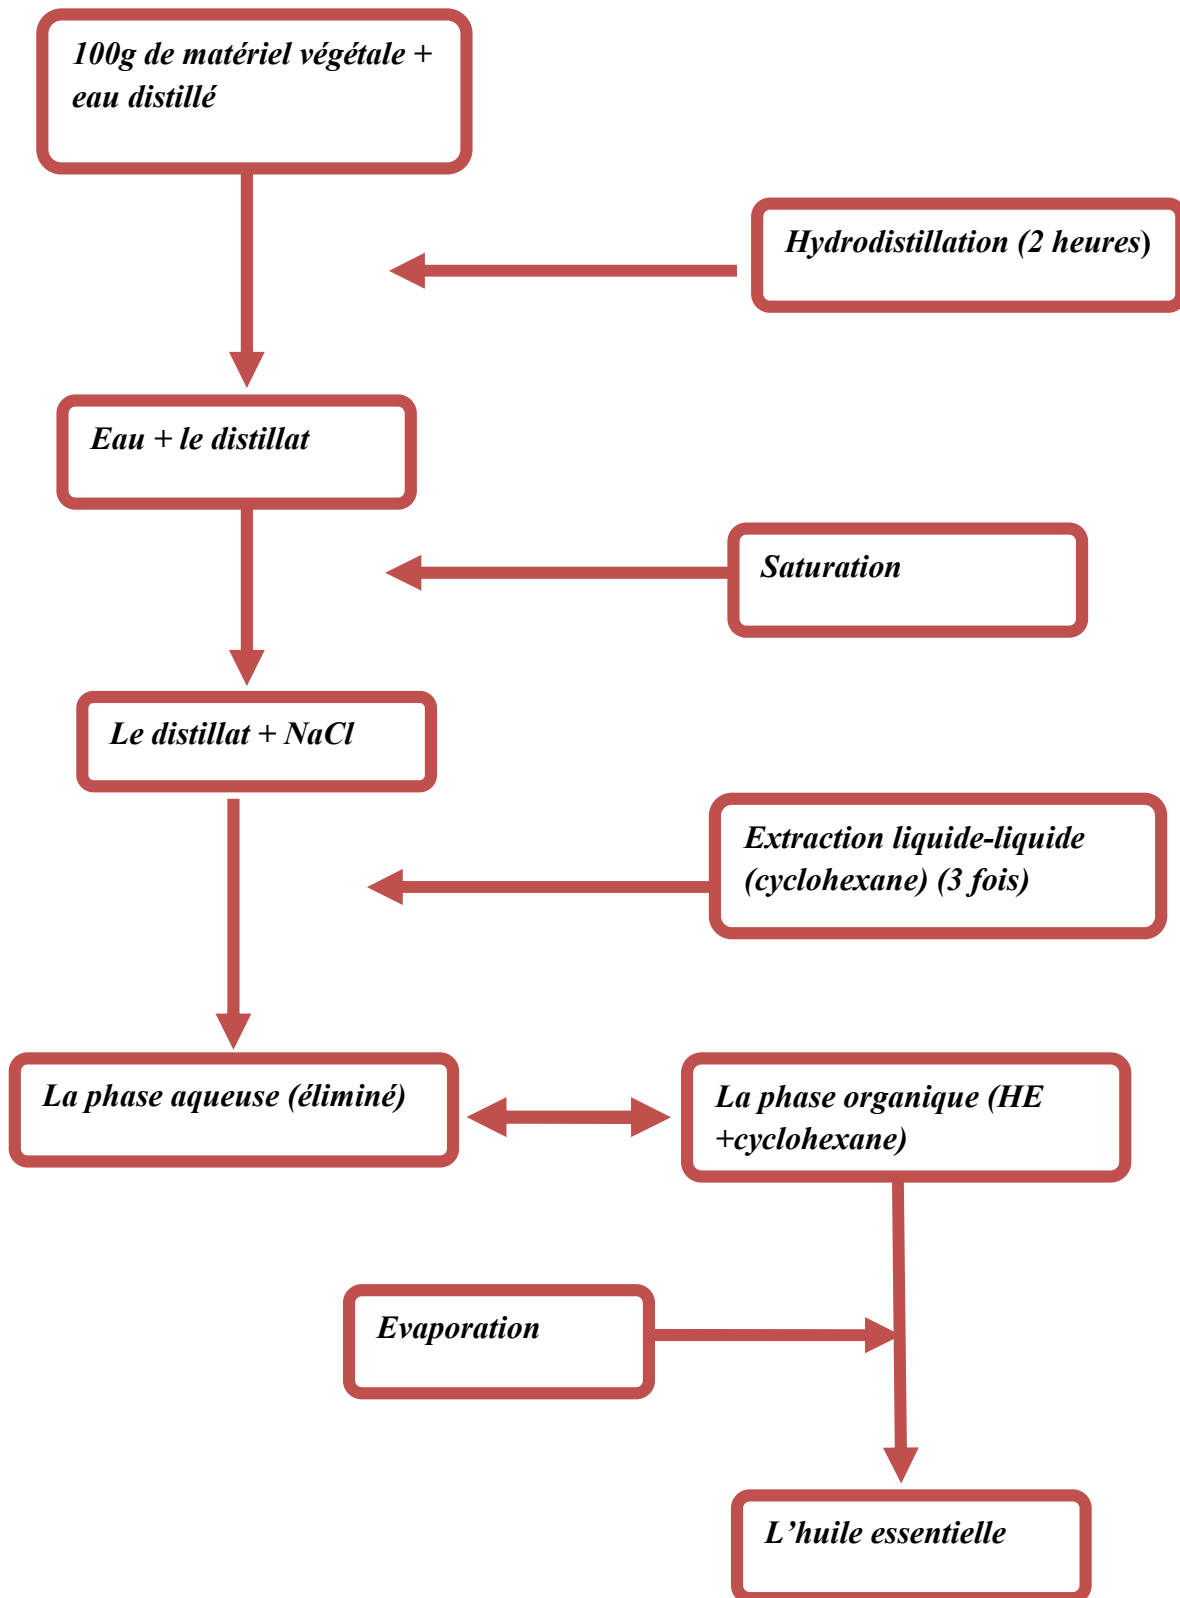 100g de matériel végétale +
eau distillé
Hydrodistillation (2 heures)
Eau + le distillat
Saturation
Le distillat + NaCl
Extraction liquide-liquide
(cyclohexane) (3 fois)
La phase aqueuse (éliminé)
La phase organique (HE
+cyclohexane)
Evaporation
L’huile essentielle